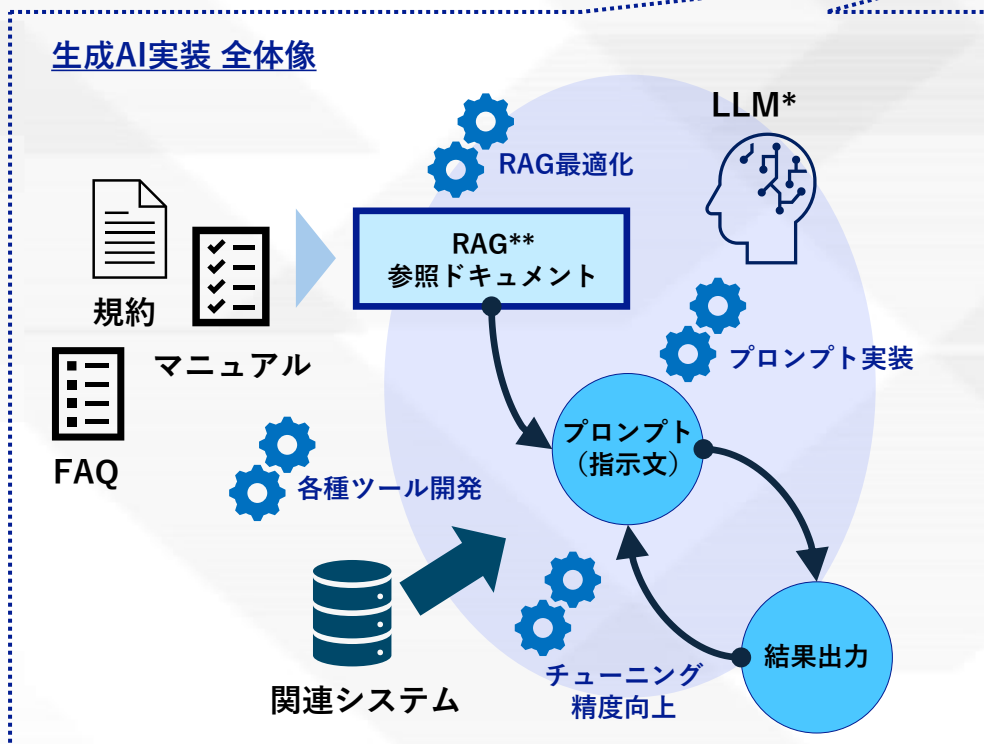 生成AI実装 全体像
LLM*
RAG最適化
RAG**
参照ドキュメント
規約
マニュアル
プロンプト実装
FAQ
プロンプト
（指示文）
各種ツール開発
関連システム
チューニング
精度向上
結果出力